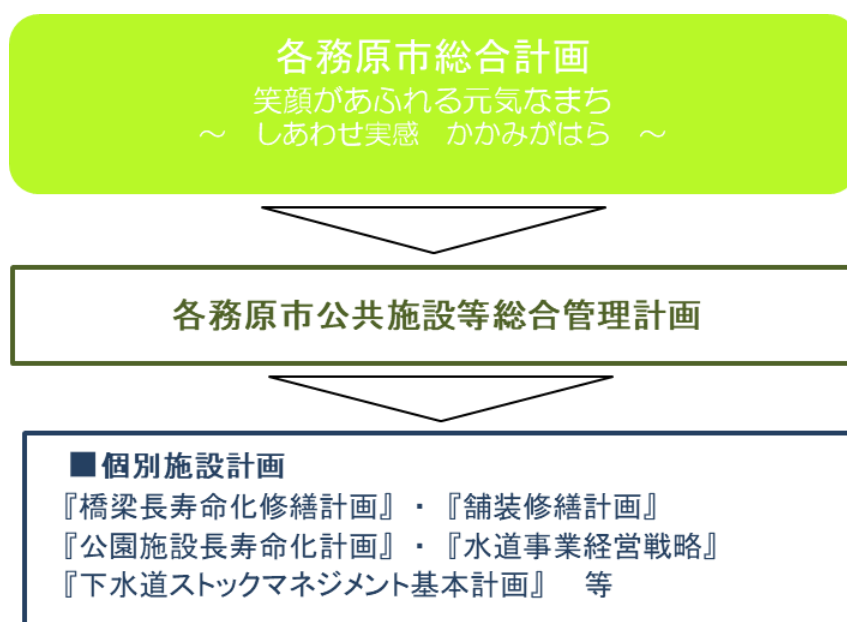 各務原市総合計画
笑顔があふれる元気なまち
～　しあわせ実感　かかみがはら　～
各務原市公共施設等総合管理計画
■個別施設計画
『橋梁長寿命化修繕計画』・『舗装修繕計画』
『公園施設長寿命化計画』・『水道事業経営戦略』
『下水道ストックマネジメント基本計画』　等